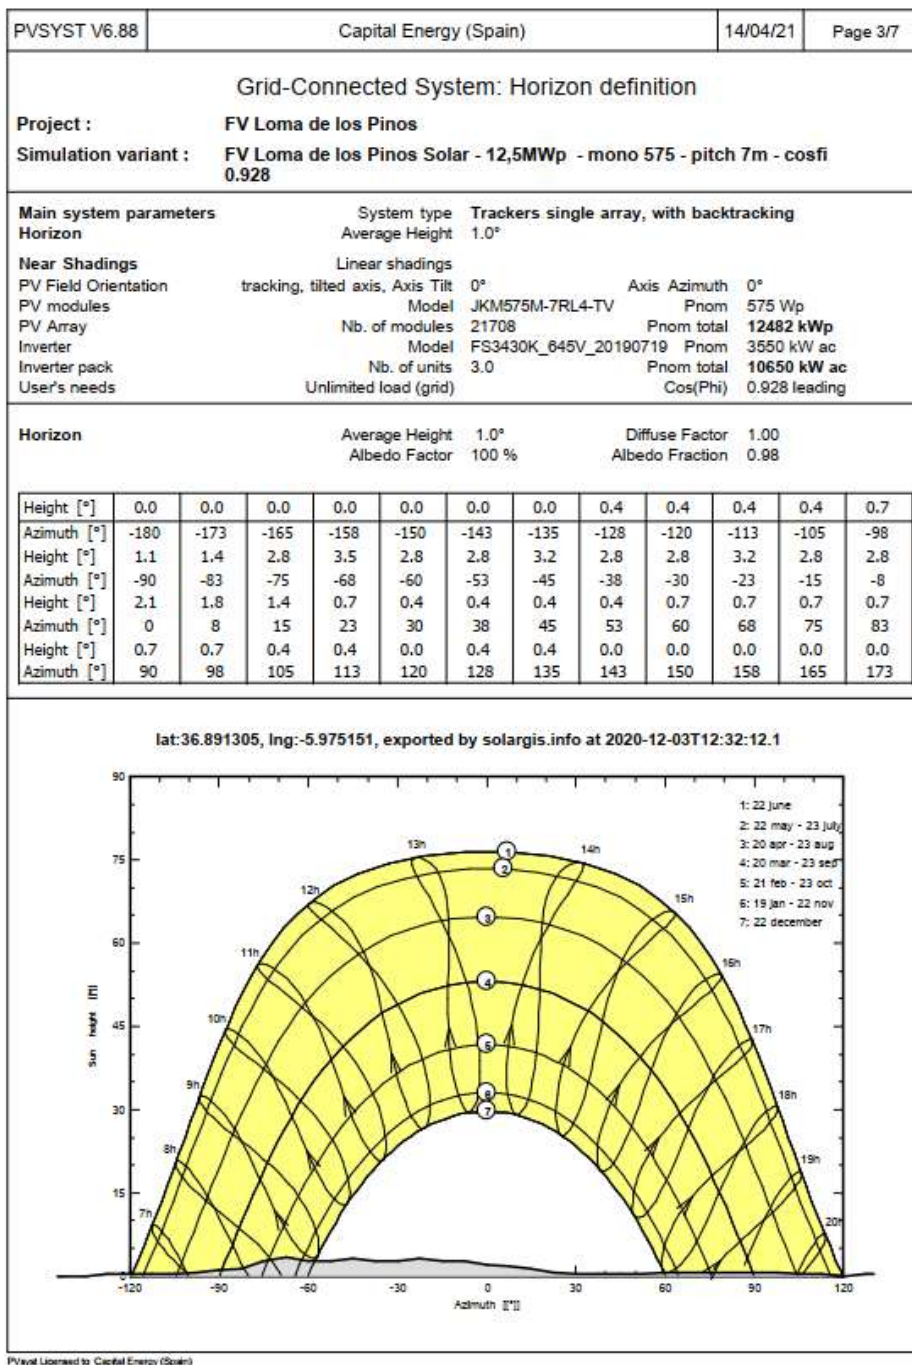 PVSYST V6.88 Capital Energy (Spain) 14/04/21 Page 3/7
Grid-Connected System: Horizon definition
Project : FV Loma de los Pinos
Simulation variant : FV Loma de los Pinos Solar - 12,5MWp - mono 575 - pitch 7m - cosfi
0.928
Main system parameters System type Trackers single array, with backtracking
Horizon Average Height 1.0°
Near Shadings Linear shadings
PV Field Orientation tracking, tilted axis, Axis Tilt 0° Axis Azimuth 0°
PV modules Model JKM575M-7RL4-TV Pnom 575 Wp
PV Array Nb. of modules 21708 Pnom total 12482 kWp
Inverter Model FS3430K_645V_20190719 Pnom 3550 kW ac
Inverter pack Nb. of units 3.0 Pnom total 10650 kW ac
User's needs Unlimited load (grid) Cos(Phi) 0.928 leading
Horizon Average Height 1.0° Diffuse Factor 1.00
Albedo Factor 100 % Albedo Fraction 0.98
Height [°] 0.0 0.0 0.0 0.0 0.0 0.0 0.0 0.4 0.4 0.4 0.4 0.7
Azimuth [°] -180 -173 -165 -158 -150 -143 -135 -128 -120 -113 -105 -98
Height [°] 1.1 1.4 2.8 3.5 2.8 2.8 3.2 2.8 2.8 3.2 2.8 2.8
Azimuth [°] -90 -83 -75 -68 -60 -53 -45 -38 -30 -23 -15 -8
Height [°] 2.1 1.8 1.4 0.7 0.4 0.4 0.4 0.4 0.7 0.7 0.7 0.7
Azimuth [°] 0 8 15 23 30 38 45 53 60 68 75 83
Height [°] 0.7 0.7 0.4 0.4 0.4 0.4 0.4 0.0 0.0 0.0 0.0 0.0
Azimuth [°] 90 98 105 113 120 128 135 143 150 158 165 173
lat:36.891305, lng:-5.975151, exported by solargis.info at 2020-12-03T12:32:12.1
90
1: 22 june
2: 22 may - 23 july
3: 20 apr - 23 aug
4: 20 mar - 23 sep
5: 21 feb - 23 oct
6: 19 jan - 22 nov
7: 22 december
13h 1 14h
75 2
12h 15h
3
60
11h 16h
4
Sun height [[°]]
45
10h 17h
5
9h 18h
6
30 7
8h 19h
15
7h 20h
0
-120 -90 -60 -30 0 30 60 90 120
Azimuth [[°]]
PVsyst Licensed to Capital Energy (Spain)